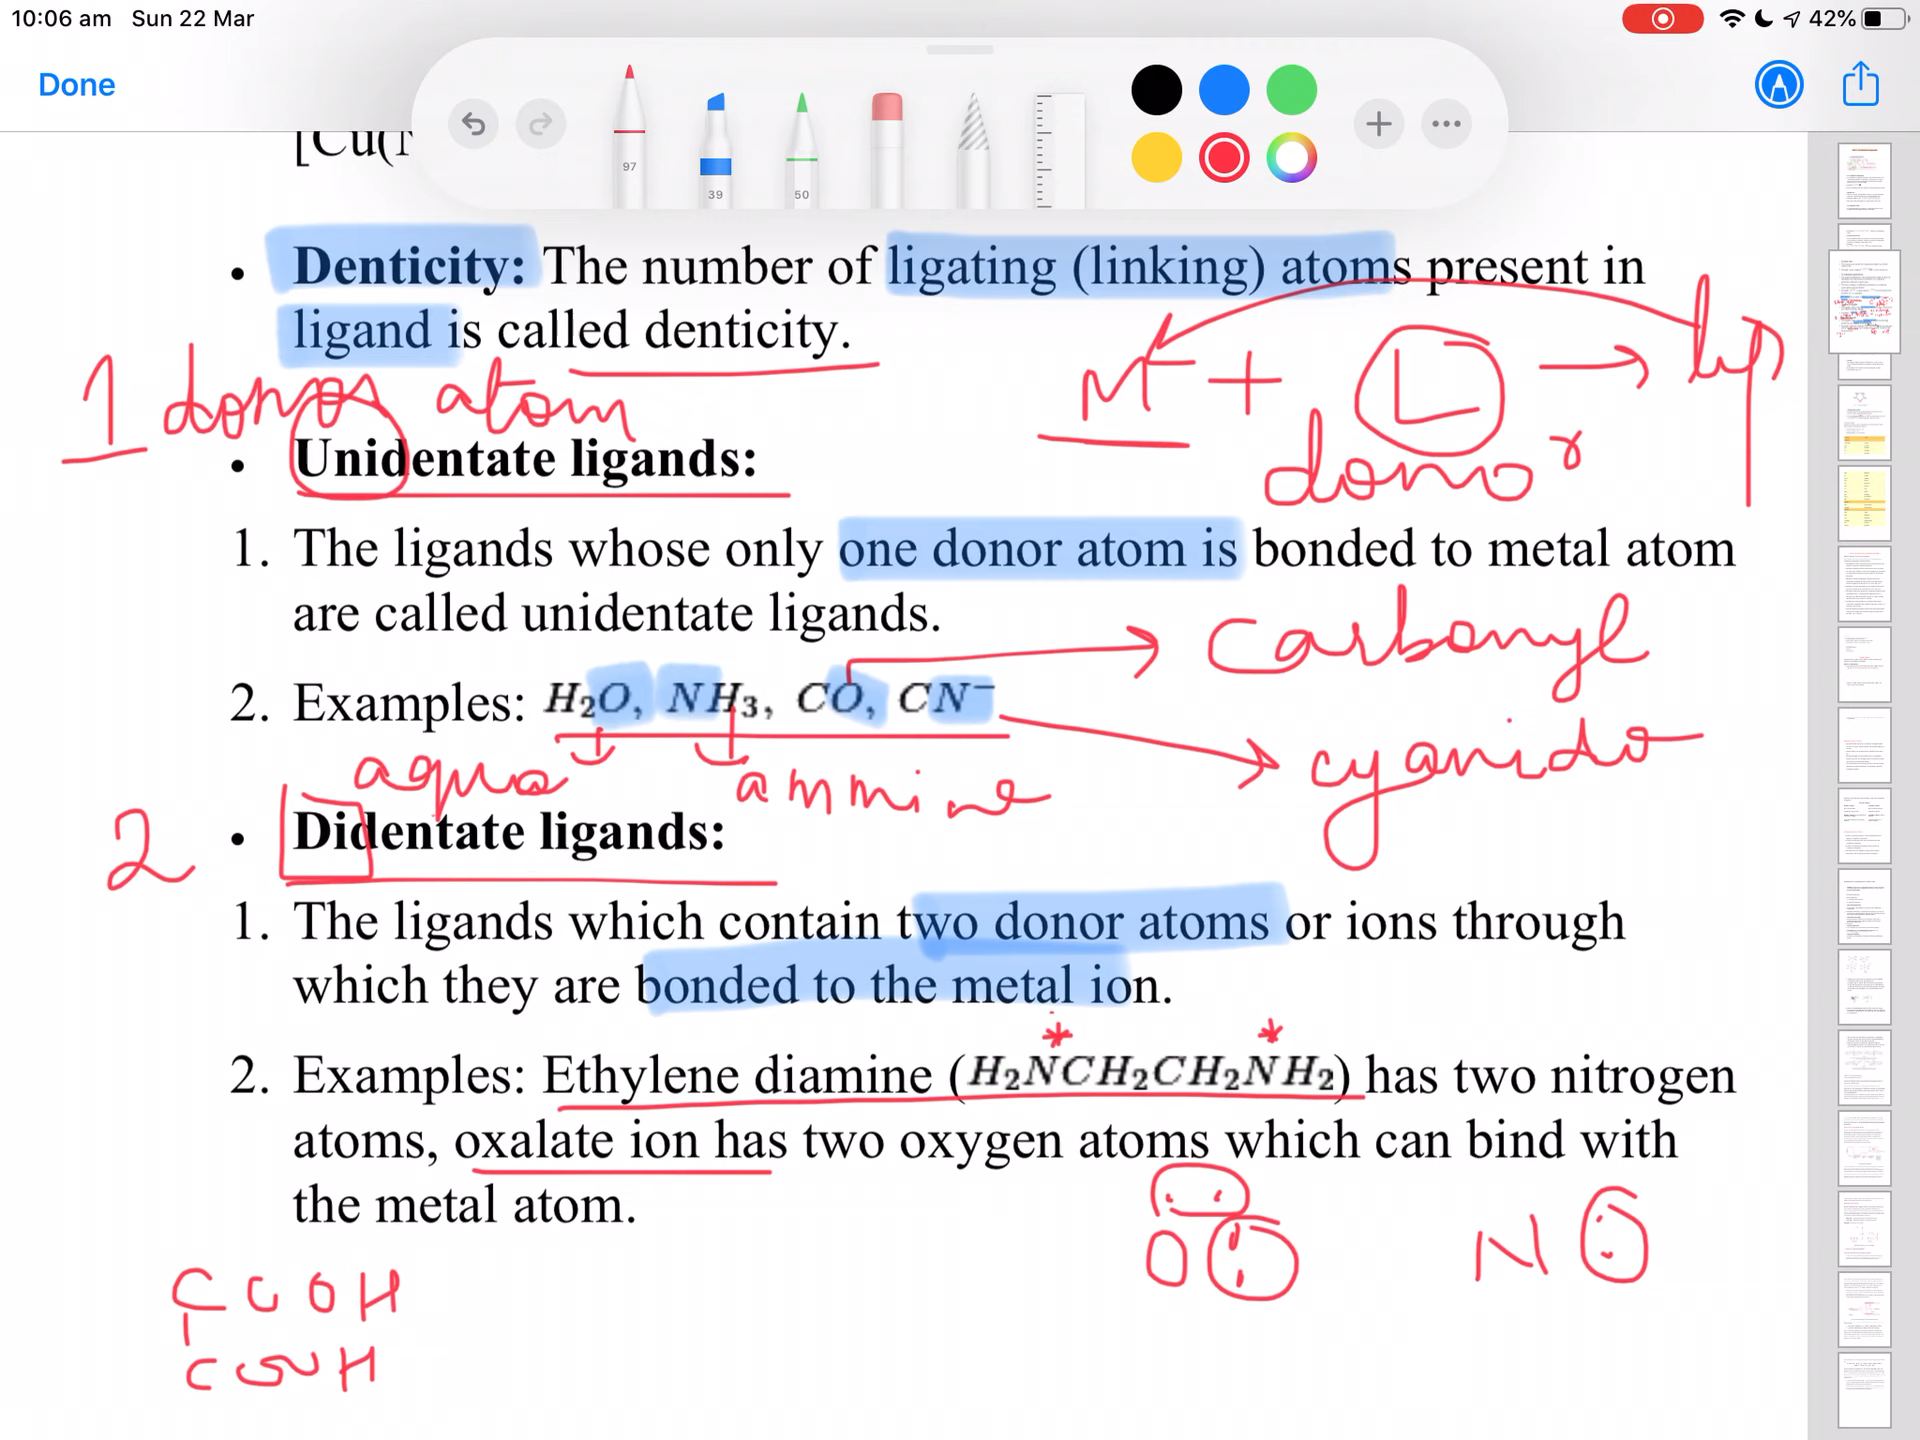 10:06 am Sun 22 Mar
42%
Done
97
39
50
[Cu(
• Denticity: The number of ligating (linking) atoms present in
ligand is called denticity.
M + L → lp
donor
1 donor atom
• Unidentate ligands:
1. The ligands whose only one donor atom is bonded to metal atom
are called unidentate ligands.
carbonyl
2. Examples: H₂O, NH₃, CO, CN⁻
aqua
ammine
cyanido
2
• Didentate ligands:
1. The ligands which contain two donor atoms or ions through
which they are bonded to the metal ion.
* *
2. Examples: Ethylene diamine (H₂NCH₂CH₂NH₂) has two nitrogen
atoms, oxalate ion has two oxygen atoms which can bind with
the metal atom.
N
COOH
COOH